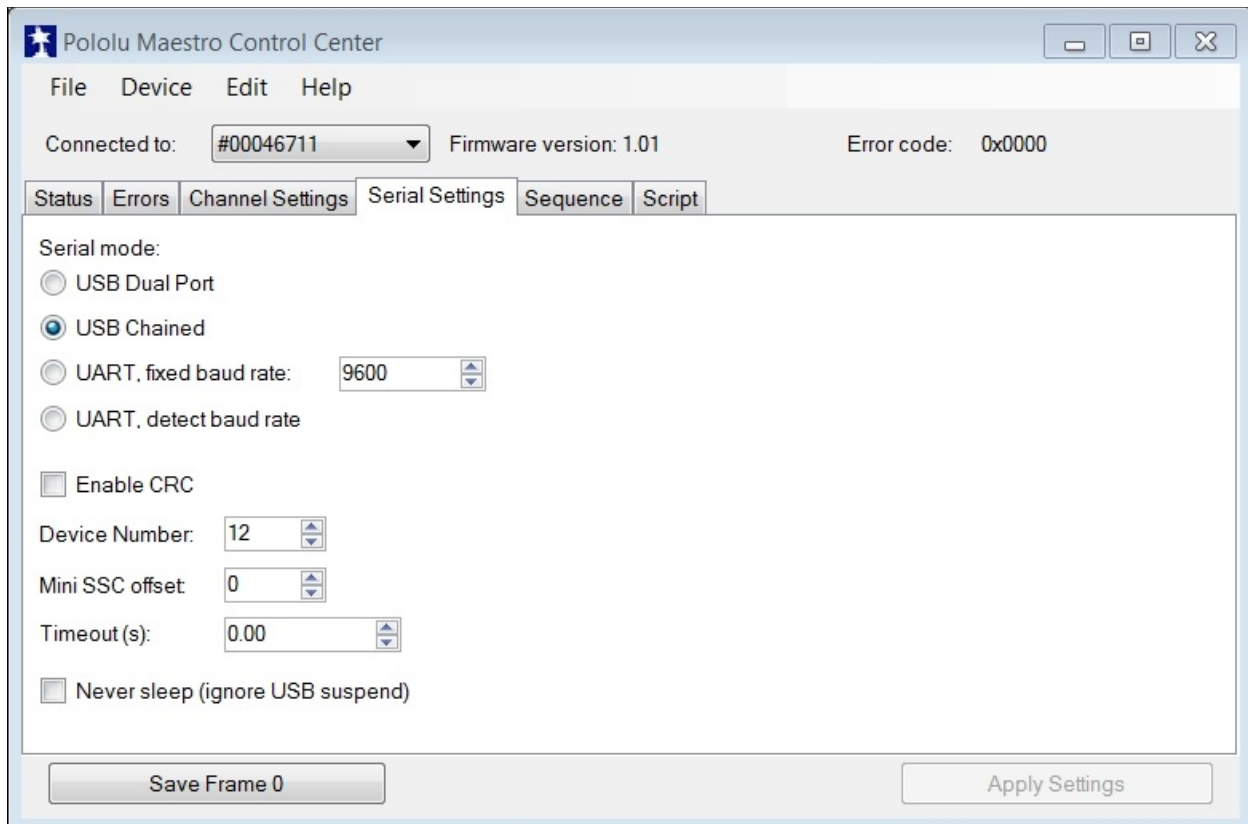 Pololu Maestro Control Center
File Device Edit Help
Connected to: #00046711 Firmware version: 1.01 Error code: 0x0000
Status Errors Channel Settings Serial Settings Sequence Script
Serial mode:
USB Dual Port
USB Chained
UART, fixed baud rate: 9600
UART, detect baud rate
Enable CRC
Device Number: 12
Mini SSC offset: 0
Timeout (s): 0.00
Never sleep (ignore USB suspend)
Save Frame 0 Apply Settings